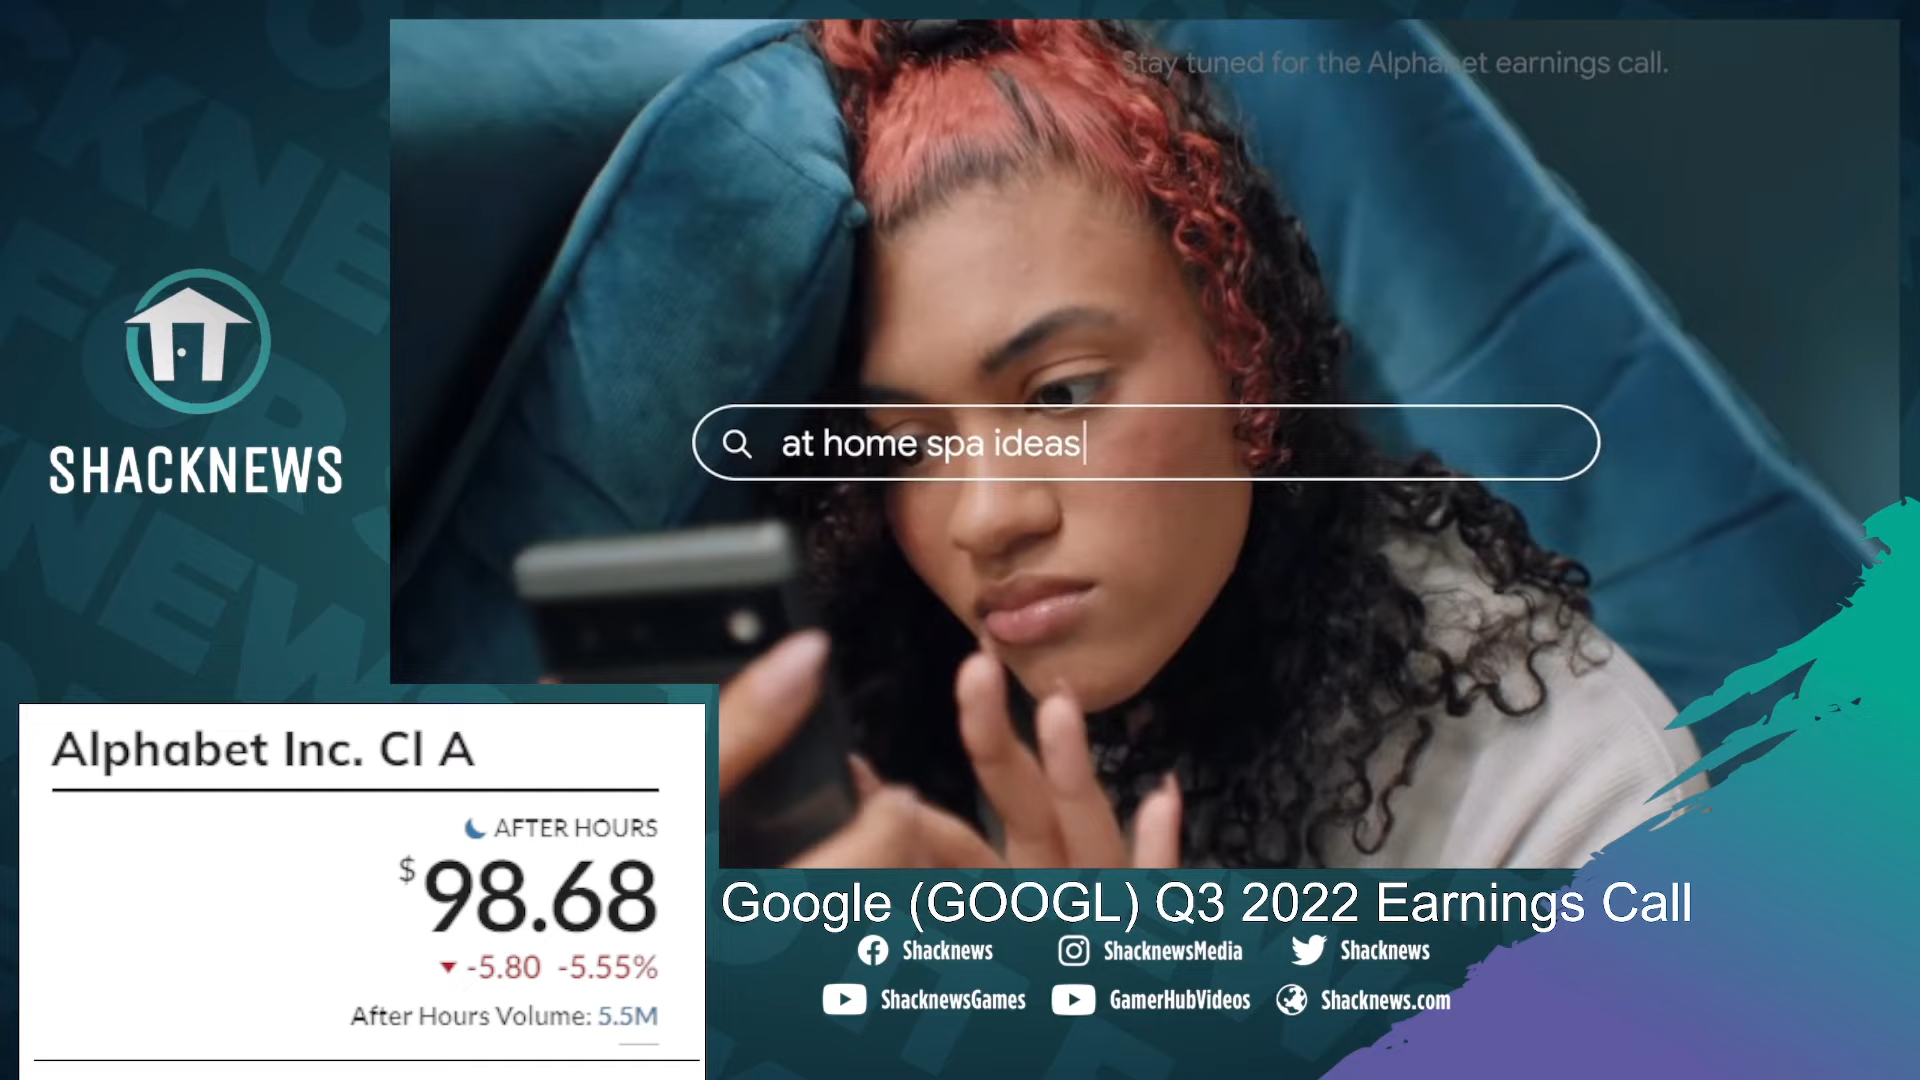 Stay tuned for the Alphabet earnings call.
at home spa ideas
SHACKNEWS
Alphabet Inc. Cl A
AFTER HOURS
$98.68
-5.80 -5.55%
After Hours Volume: 5.5M
Google (GOOGL) Q3 2022 Earnings Call
Shacknews ShacknewsMedia Shacknews
ShacknewsGames GamerHubVideos Shacknews.com